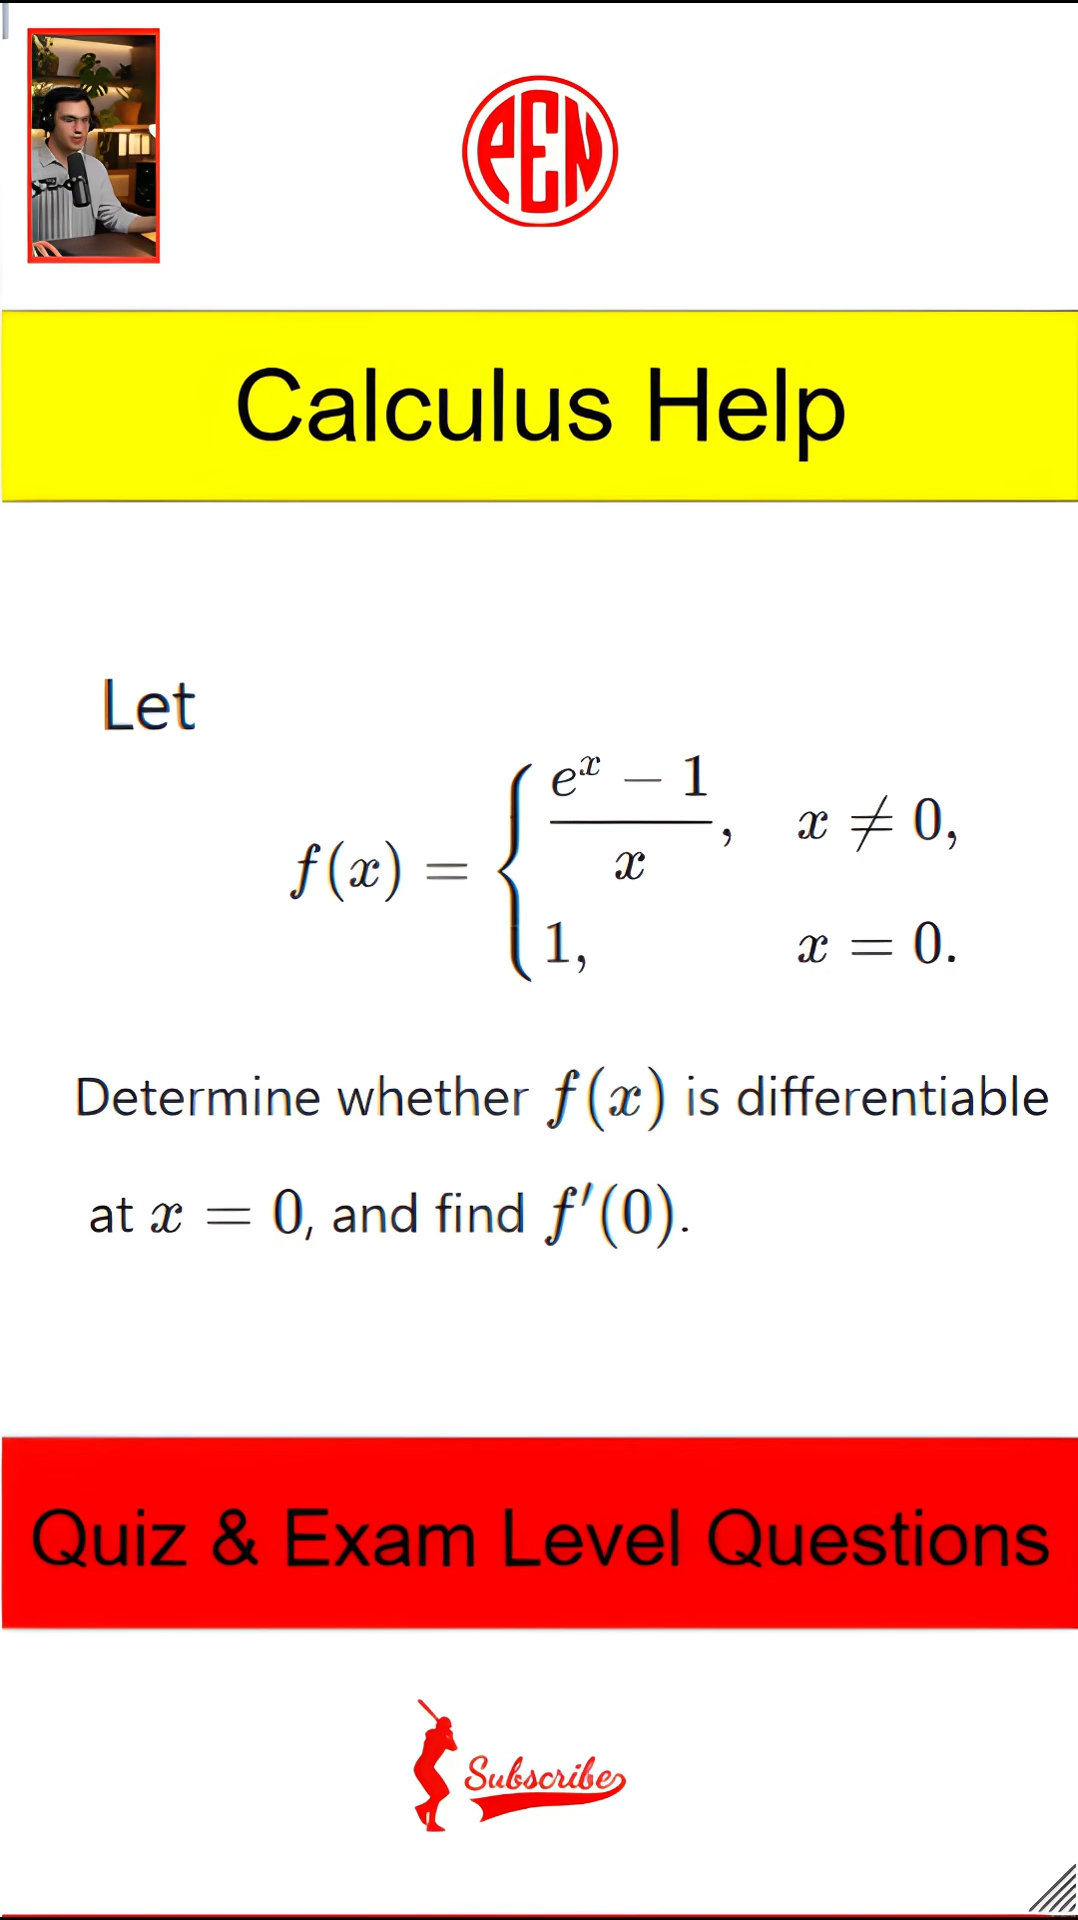 PEN
Calculus Help
Let
f(x) = { (e^x − 1)/x, x ≠ 0,
1, x = 0.
Determine whether f(x) is differentiable
at x = 0, and find f′(0).
Quiz & Exam Level Questions
Subscribe